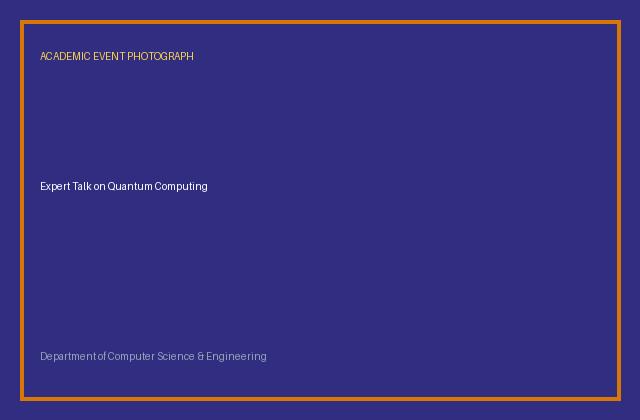 ACADEMIC EVENT PHOTOGRAPH
Expert Talk on Quantum Computing
Department of Computer Science & Engineering